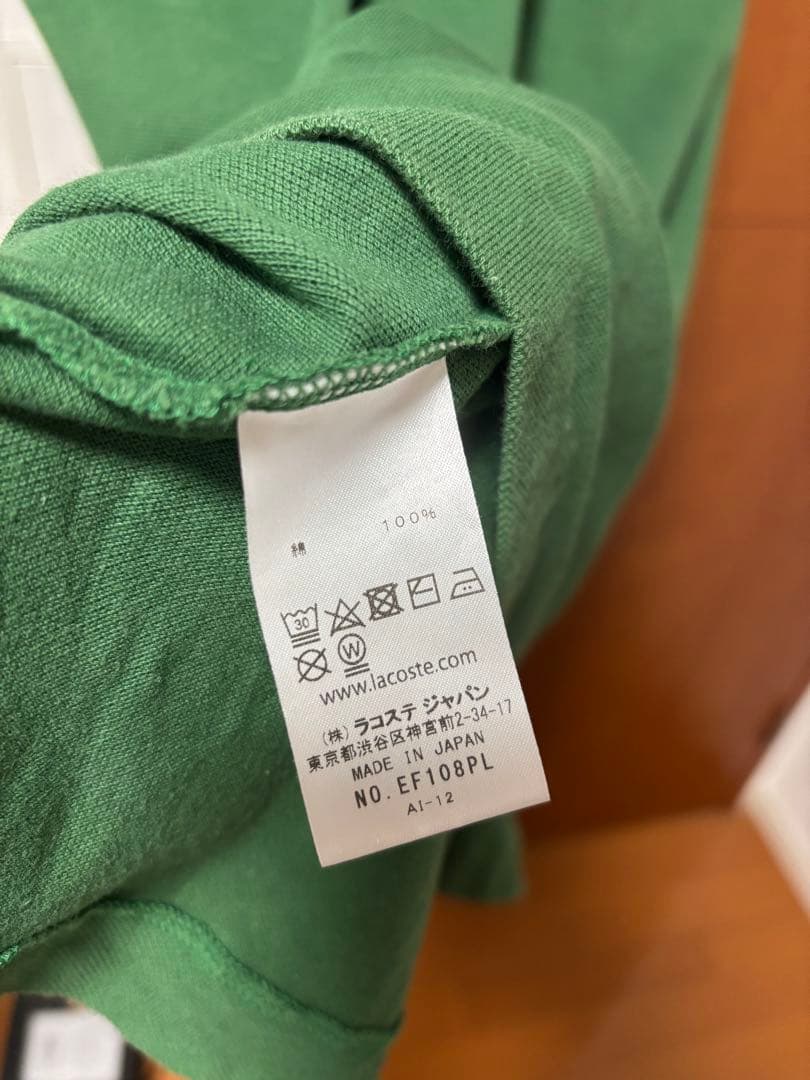 綿 100%
30
W
www.lacoste.com
(株) ラコステ ジャパン
東京都渋谷区神宮前2-34-17
MADE IN JAPAN
NO. EF108PL
AI-12